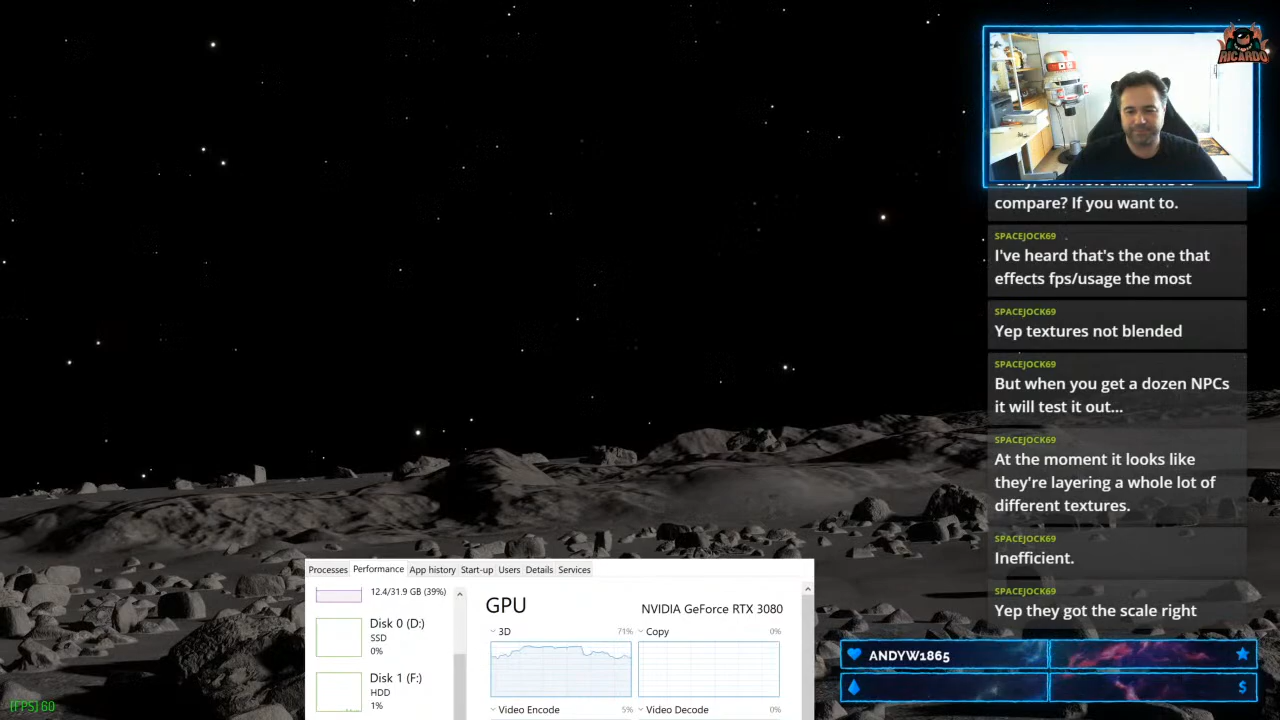 RICARDO
compare? If you want to.
SPACEJOCK69
I've heard that's the one that
effects fps/usage the most
SPACEJOCK69
Yep textures not blended
SPACEJOCK69
But when you get a dozen NPCs
it will test it out...
SPACEJOCK69
At the moment it looks like
they're layering a whole lot of
different textures.
SPACEJOCK69
Inefficient.
SPACEJOCK69
Yep they got the scale right
ANDYW1865
$
Processes Performance App history Start-up Users Details Services
12.4/31.9 GB (39%)
Disk 0 (D:)
SSD
0%
Disk 1 (F:)
HDD
1%
GPU
NVIDIA GeForce RTX 3080
3D 71%
Copy 0%
Video Encode 5%
Video Decode 0%
[FPS] 60